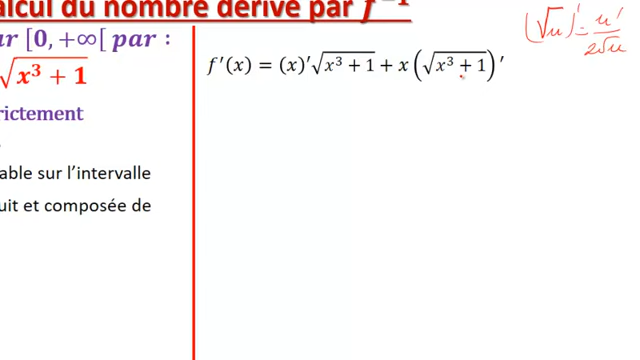 alcul du nombre dérivé par f⁻¹
ur [0, +∞[ par :
√(x³ + 1)
rictement
able sur l'intervalle
uit et composée de
f′(x) = (x)′√(x³ + 1) + x(√(x³ + 1))′
(√u)' = u'/2√u